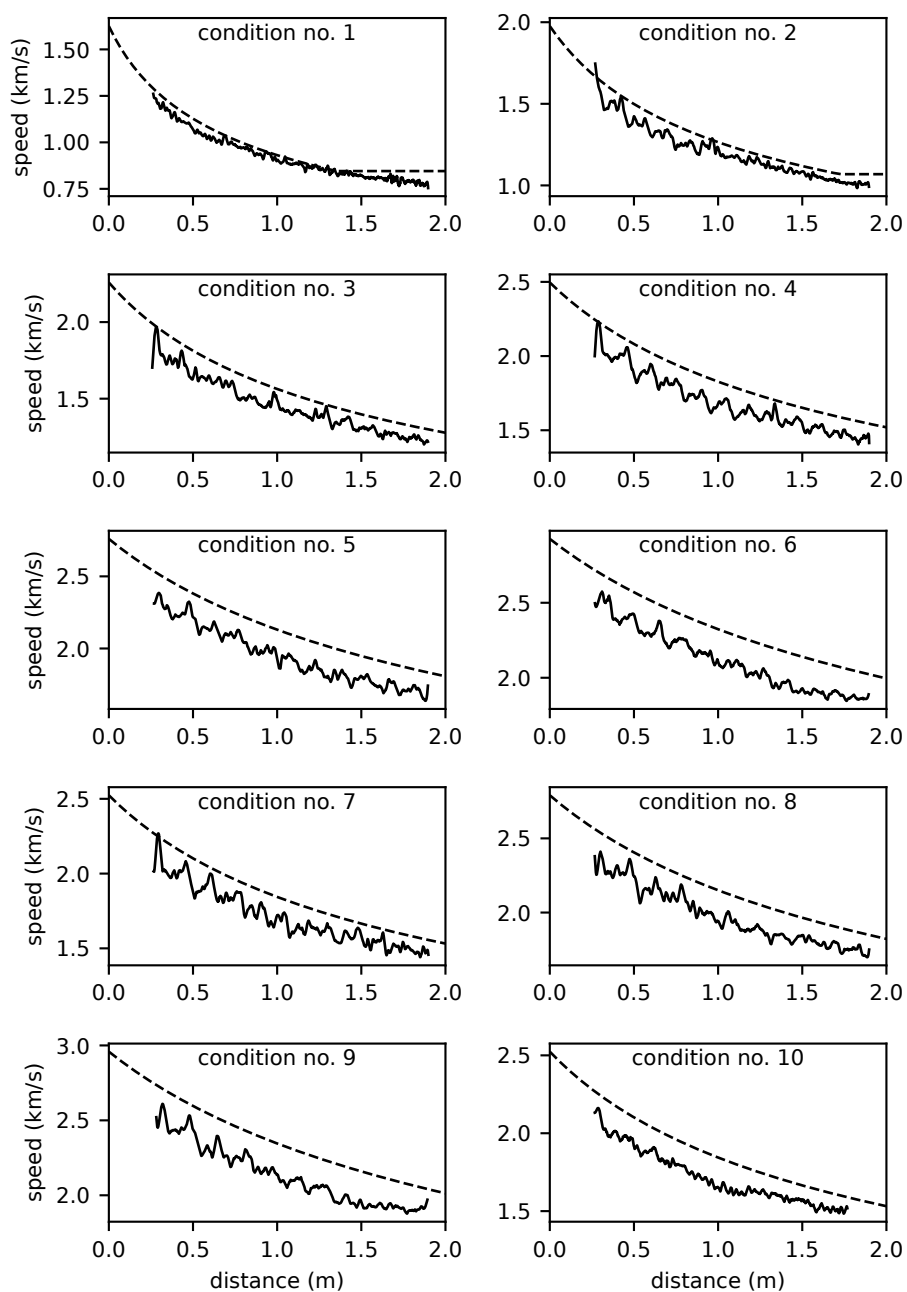 condition no. 1
speed (km/s)
1.50
1.25
1.00
0.75
0.0 0.5 1.0 1.5 2.0
condition no. 2
2.0
1.5
1.0
0.0 0.5 1.0 1.5 2.0
condition no. 3
speed (km/s)
2.0
1.5
0.0 0.5 1.0 1.5 2.0
condition no. 4
2.5
2.0
1.5
0.0 0.5 1.0 1.5 2.0
condition no. 5
speed (km/s)
2.5
2.0
0.0 0.5 1.0 1.5 2.0
condition no. 6
2.5
2.0
0.0 0.5 1.0 1.5 2.0
condition no. 7
speed (km/s)
2.5
2.0
1.5
0.0 0.5 1.0 1.5 2.0
condition no. 8
2.5
2.0
0.0 0.5 1.0 1.5 2.0
condition no. 9
speed (km/s)
3.0
2.5
2.0
0.0 0.5 1.0 1.5 2.0
distance (m)
condition no. 10
2.5
2.0
1.5
0.0 0.5 1.0 1.5 2.0
distance (m)